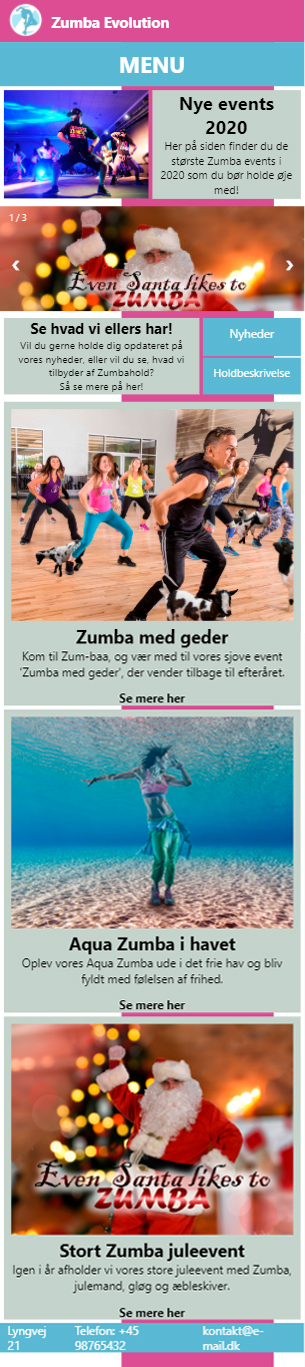 Zumba Evolution
MENU
Nye events
2020
Her på siden finder du de
største Zumba events i
2020 som du bør holde øje
med!
1 / 3
‹ ›
Even Santa likes to
ZUMBA
Se hvad vi ellers har!
Vil du gerne holde dig opdateret på
vores nyheder, eller vil du se, hvad vi
tilbyder af Zumbahold?
Så se mere på her!
Nyheder
Holdbeskrivelse
Zumba med geder
Kom til Zum-baa, og vær med til vores sjove event
'Zumba med geder', der vender tilbage til efteråret.
Se mere her
Aqua Zumba i havet
Oplev vores Aqua Zumba ude i det frie hav og bliv
fyldt med følelsen af frihed.
Se mere her
Even Santa likes to
ZUMBA
Stort Zumba juleevent
Igen i år afholder vi vores store juleevent med Zumba,
julemand, gløg og æbleskiver.
Se mere her
Lyngvej
21
Telefon: +45
98765432
kontakt@e-
mail.dk